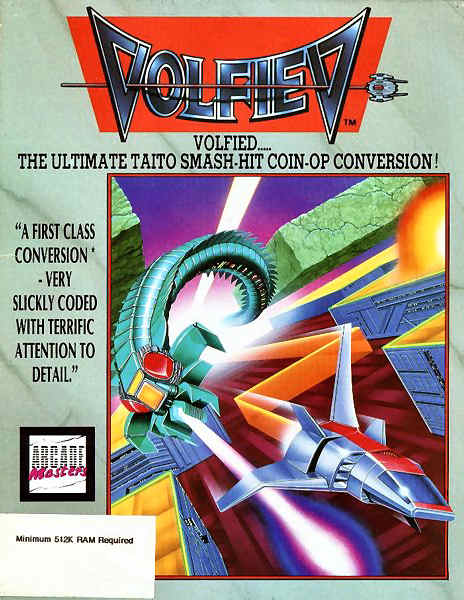 VOLFIED
TM
VOLFIED.....
THE ULTIMATE TAITO SMASH-HIT COIN-OP CONVERSION!
“A FIRST CLASS
CONVERSION *
- VERY
SLICKLY CODED
WITH TERRIFIC
ATTENTION TO
DETAIL.”
ARCADE
Masters
Minimum 512K RAM Required